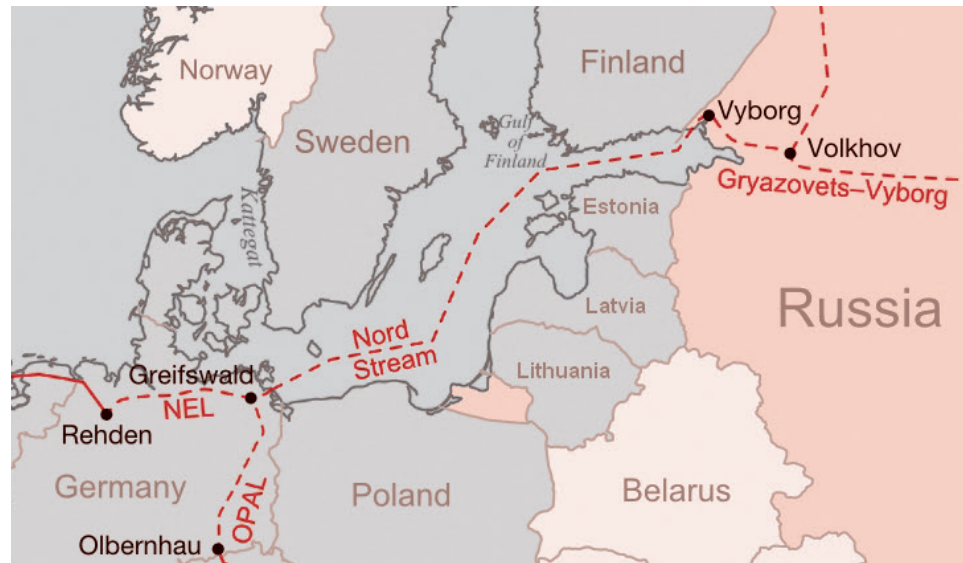 Norway
Finland
Sweden
Gulf
of
Finland
Vyborg
Volkhov
Gryazovets–Vyborg
Kattegat
Estonia
Latvia
Russia
Nord
Stream
Lithuania
Greifswald
NEL
Rehden
Germany
OPAL
Poland
Belarus
Olbernhau